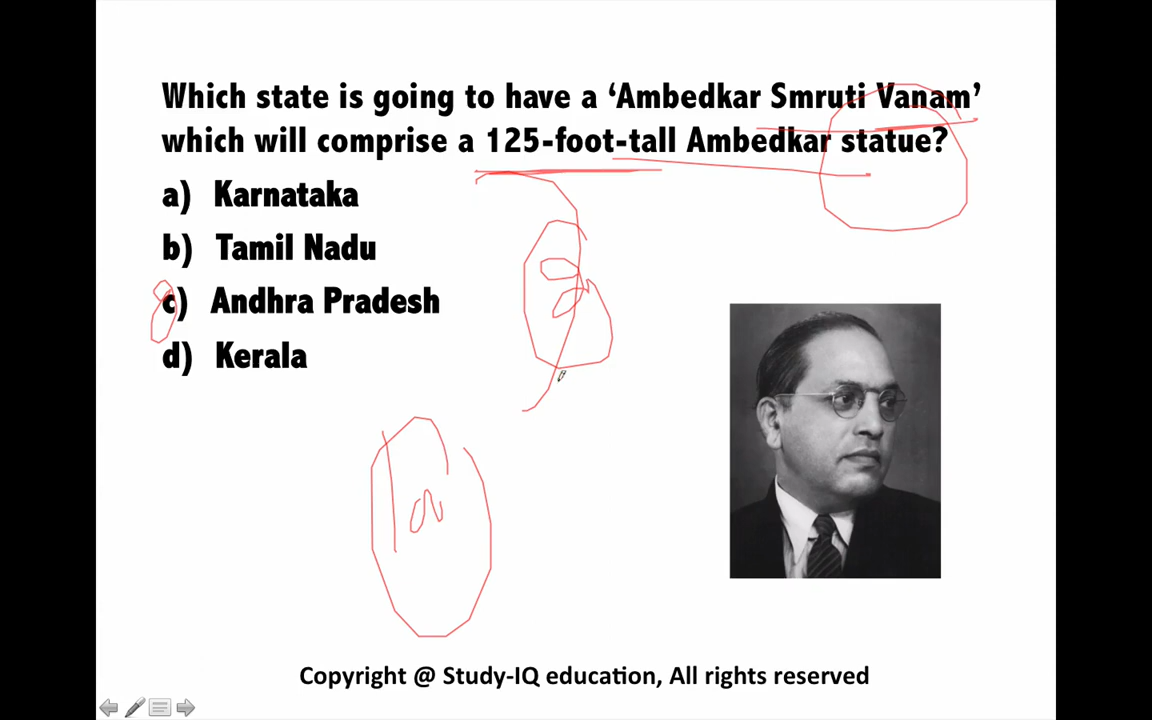 Which state is going to have a ‘Ambedkar Smruti Vanam’
which will comprise a 125-foot-tall Ambedkar statue?
a) Karnataka
b) Tamil Nadu
c) Andhra Pradesh
d) Kerala
Copyright @ Study-IQ education, All rights reserved